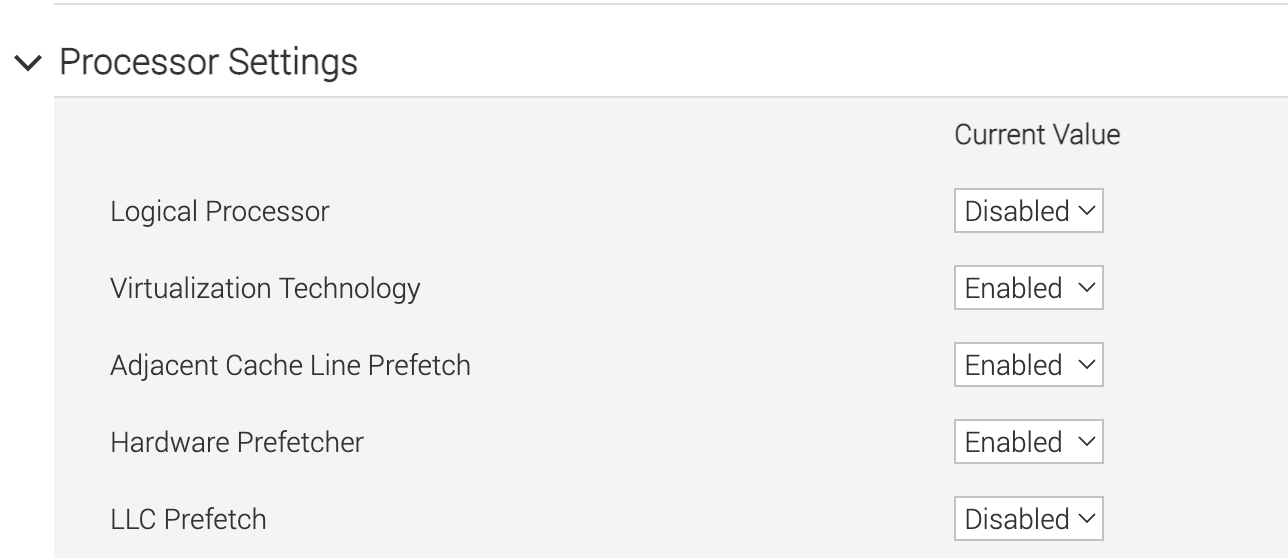 Processor Settings
Current Value
Logical Processor Disabled
Virtualization Technology Enabled
Adjacent Cache Line Prefetch Enabled
Hardware Prefetcher Enabled
LLC Prefetch Disabled